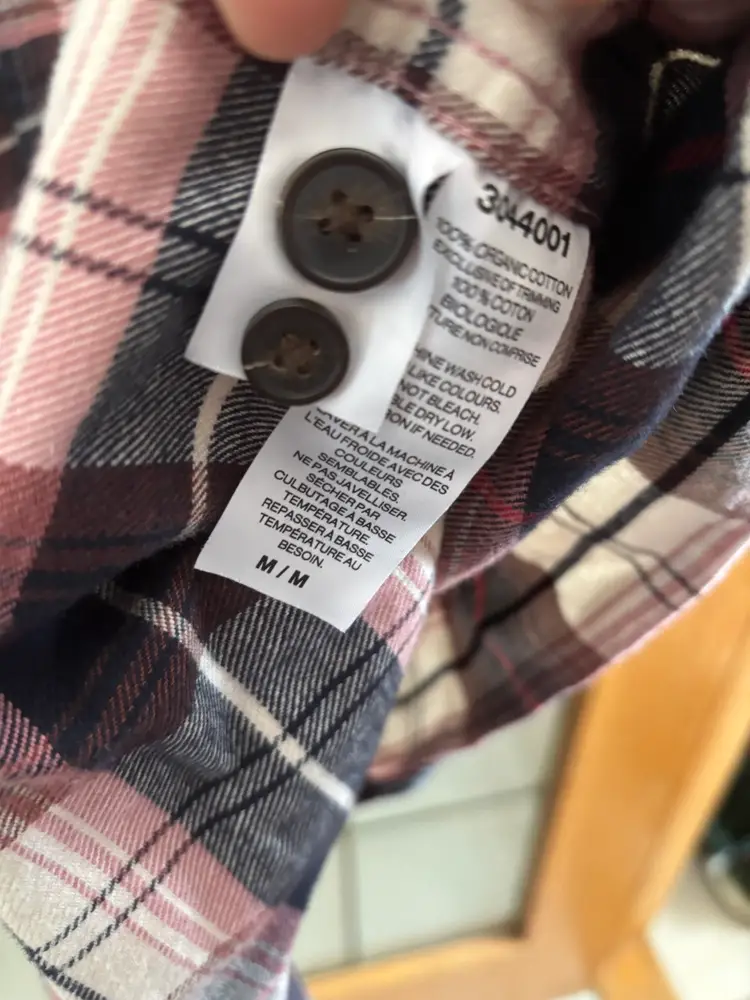 3044001
100% ORGANIC COTTON
EXCLUSIVE OF TRIMMING
100% COTON
BIOLOGIQUE
NON COMPRISE
WASH COLD
LIKE COLOURS.
NOT BLEACH.
DRY LOW.
IF NEEDED.
À LA MACHINE À
L'EAU FROIDE AVEC DES
COULEURS
SEMBLABLES.
NE PAS JAVELLISER.
SÉCHER PAR
CULBUTAGE À BASSE
TEMPÉRATURE.
REPASSER À BASSE
TEMPÉRATURE AU
BESOIN.
M / M